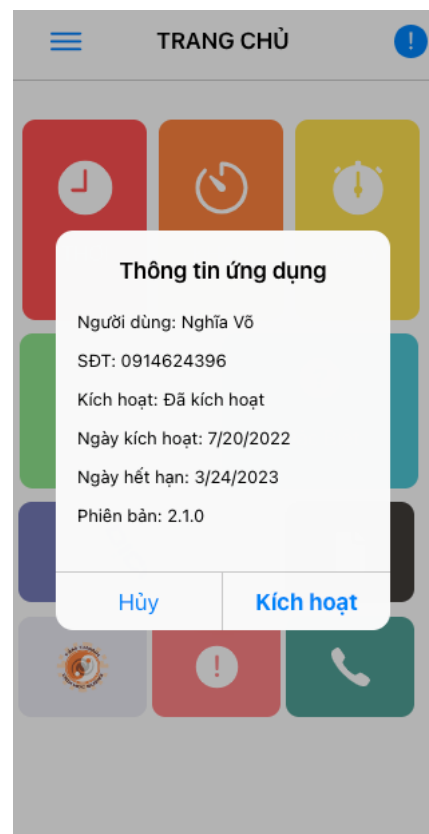 TRANG CHỦ
Thông tin ứng dụng
Người dùng: Nghĩa Võ
SĐT: 0914624396
Kích hoạt: Đã kích hoạt
Ngày kích hoạt: 7/20/2022
Ngày hết hạn: 3/24/2023
Phiên bản: 2.1.0
Hủy
Kích hoạt